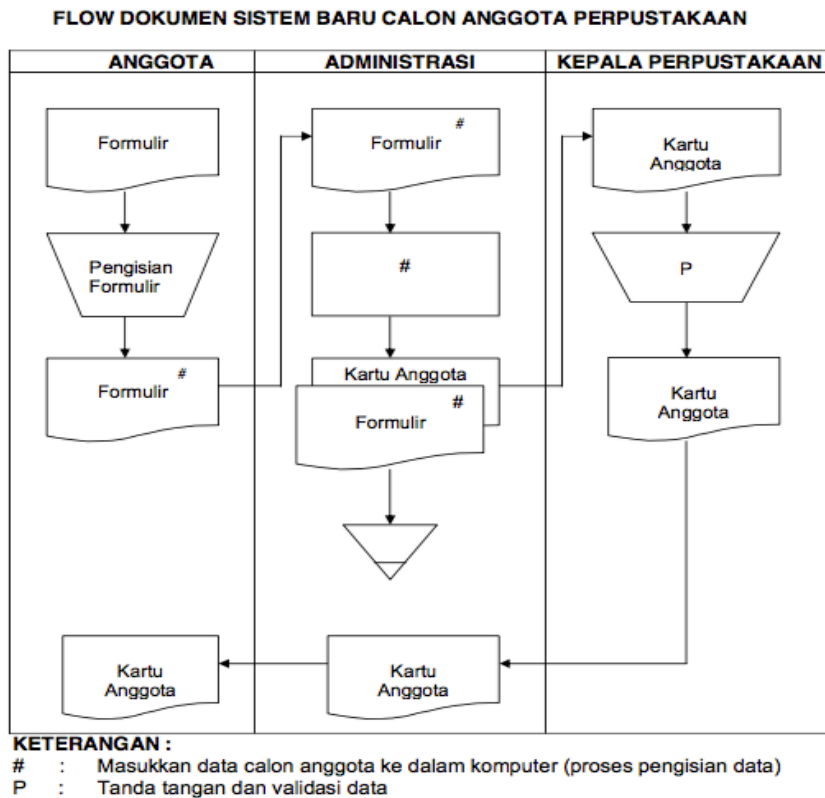 FLOW DOKUMEN SISTEM BARU CALON ANGGOTA PERPUSTAKAAN
ANGGOTA
ADMINISTRASI
KEPALA PERPUSTAKAAN
Formulir
Formulir #
Kartu
Anggota
Pengisian
Formulir
#
P
Formulir #
Kartu Anggota
Formulir #
Kartu
Anggota
Kartu
Anggota
Kartu
Anggota
KETERANGAN :
# : Masukkan data calon anggota ke dalam komputer (proses pengisian data)
P : Tanda tangan dan validasi data